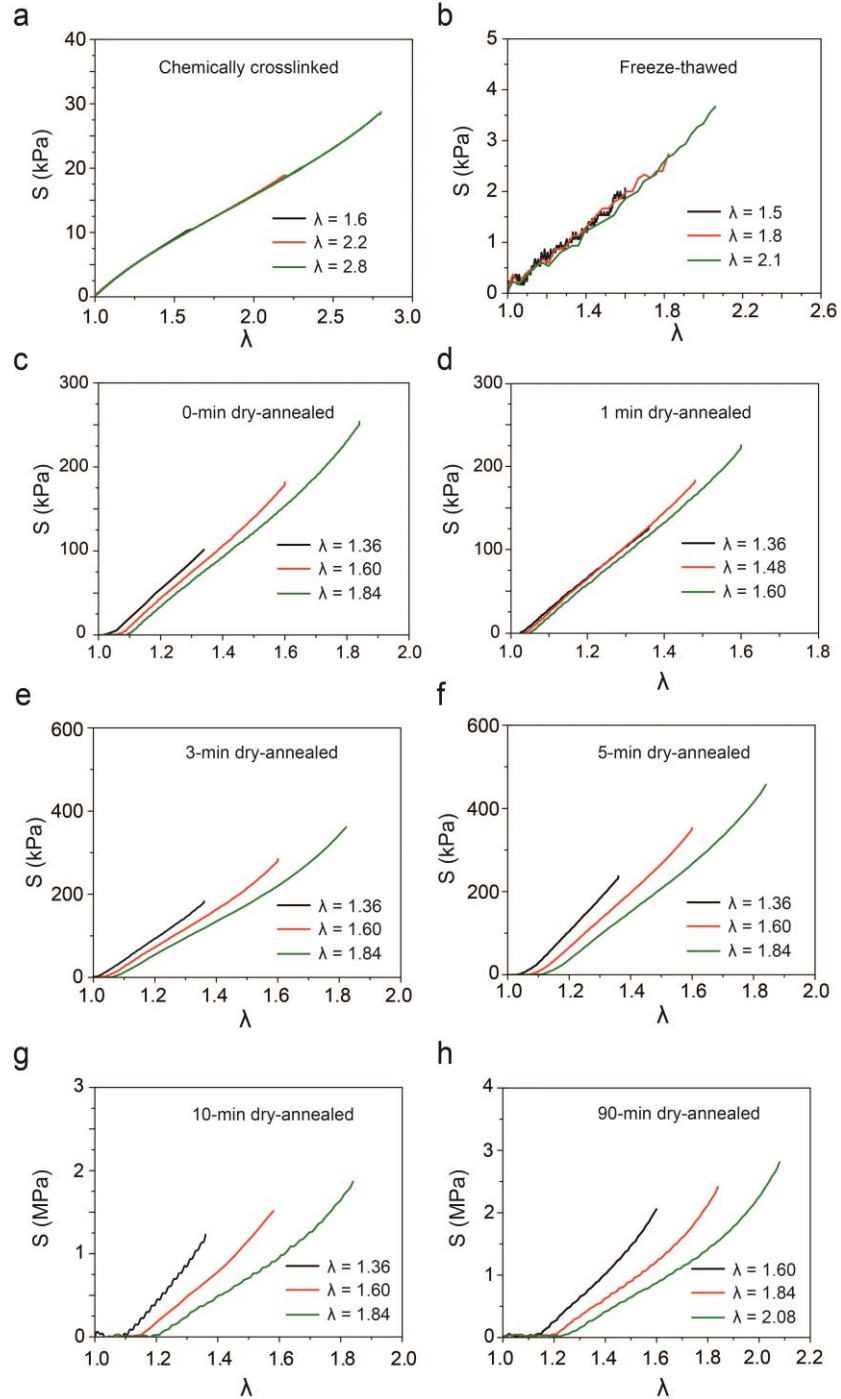 a
Chemically crosslinked
S (kPa)
40
30
20
10
0
1.0 1.5 2.0 2.5 3.0
λ
λ = 1.6
λ = 2.2
λ = 2.8
b
Freeze-thawed
S (kPa)
5
4
3
2
1
0
1.0 1.4 1.8 2.2 2.6
λ
λ = 1.5
λ = 1.8
λ = 2.1
c
0-min dry-annealed
S (kPa)
300
200
100
0
1.0 1.2 1.4 1.6 1.8 2.0
λ
λ = 1.36
λ = 1.60
λ = 1.84
d
1 min dry-annealed
S (kPa)
300
200
100
0
1.0 1.2 1.4 1.6 1.8
λ
λ = 1.36
λ = 1.48
λ = 1.60
e
3-min dry-annealed
S (kPa)
600
400
200
0
1.0 1.2 1.4 1.6 1.8 2.0
λ
λ = 1.36
λ = 1.60
λ = 1.84
f
5-min dry-annealed
S (kPa)
600
400
200
0
1.0 1.2 1.4 1.6 1.8 2.0
λ
λ = 1.36
λ = 1.60
λ = 1.84
g
10-min dry-annealed
S (MPa)
3
2
1
0
1.0 1.2 1.4 1.6 1.8 2.0
λ
λ = 1.36
λ = 1.60
λ = 1.84
h
90-min dry-annealed
S (MPa)
4
3
2
1
0
1.0 1.2 1.4 1.6 1.8 2.0 2.2
λ
λ = 1.60
λ = 1.84
λ = 2.08